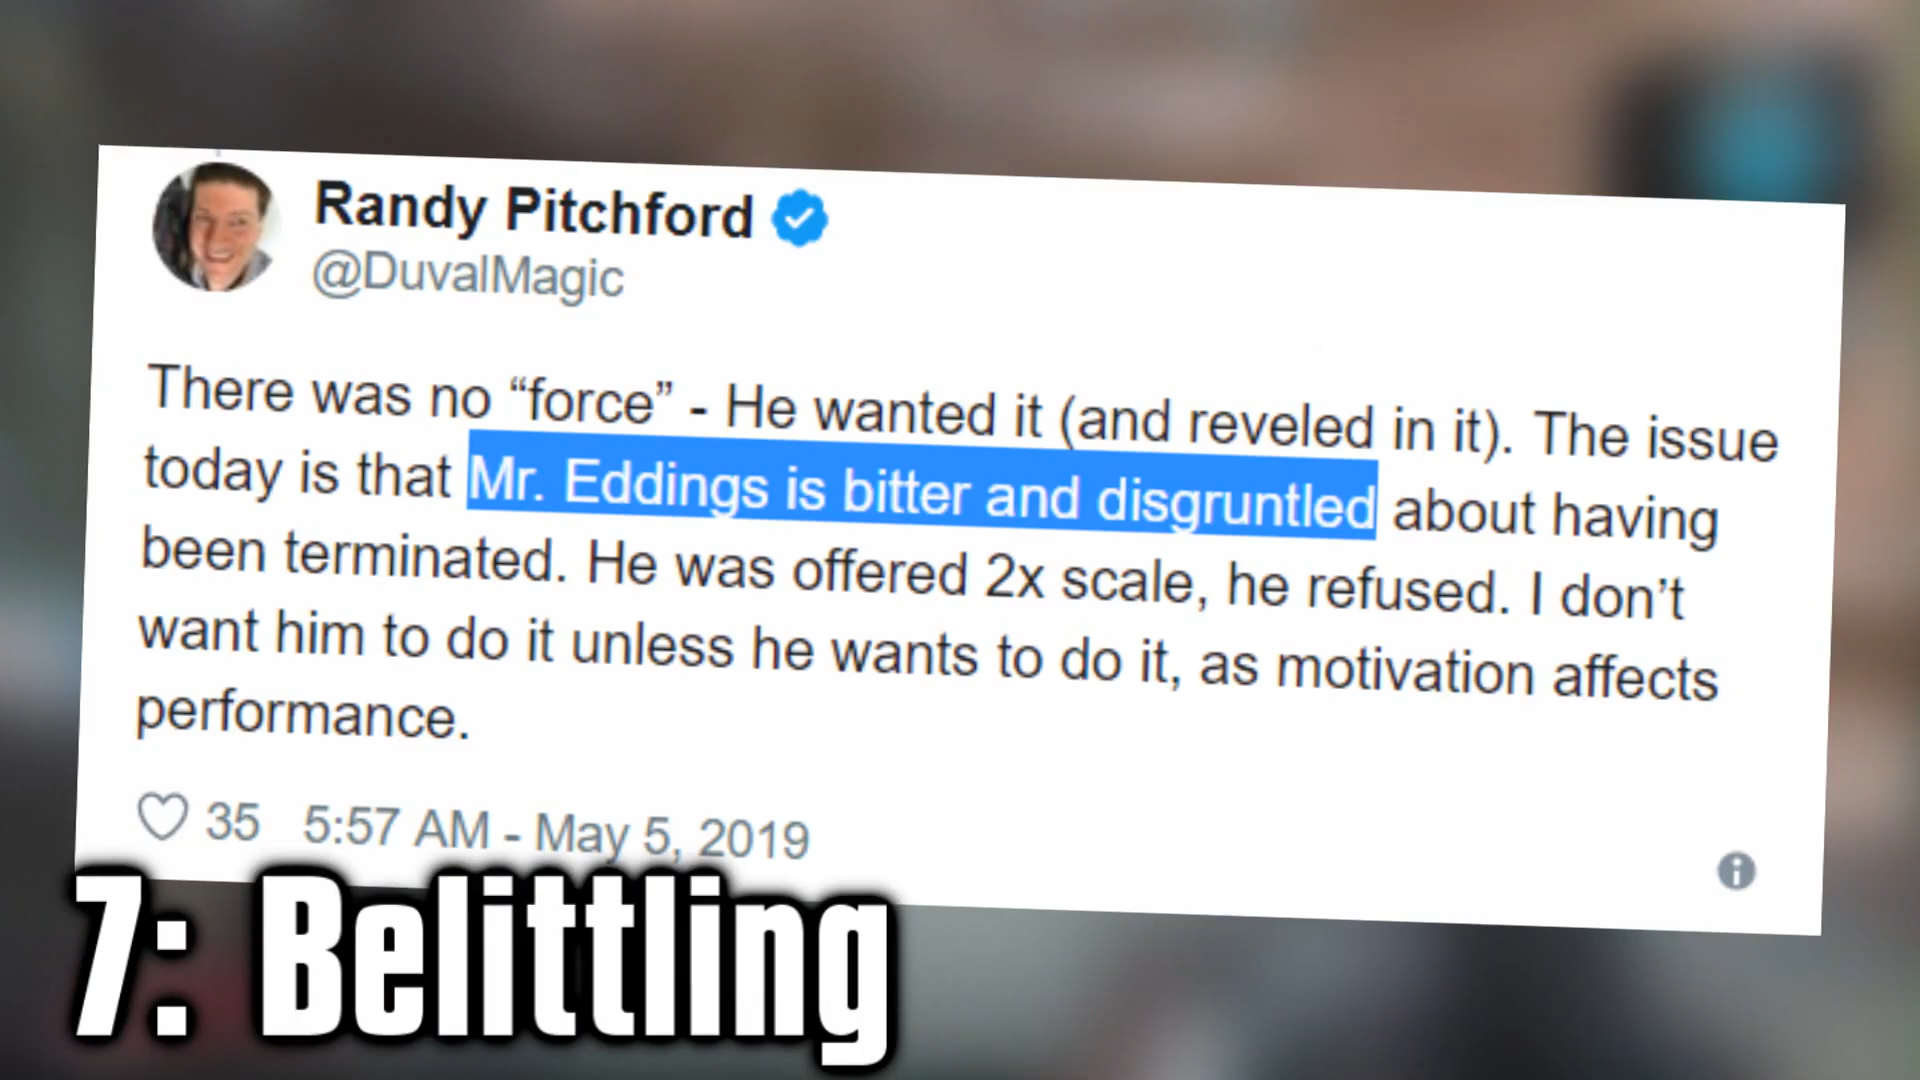 Randy Pitchford
@DuvalMagic
There was no “force” - He wanted it (and reveled in it). The issue
today is that Mr. Eddings is bitter and disgruntled about having
been terminated. He was offered 2x scale, he refused. I don’t
want him to do it unless he wants to do it, as motivation affects
performance.
35 5:57 AM - May 5, 2019
7: Belittling